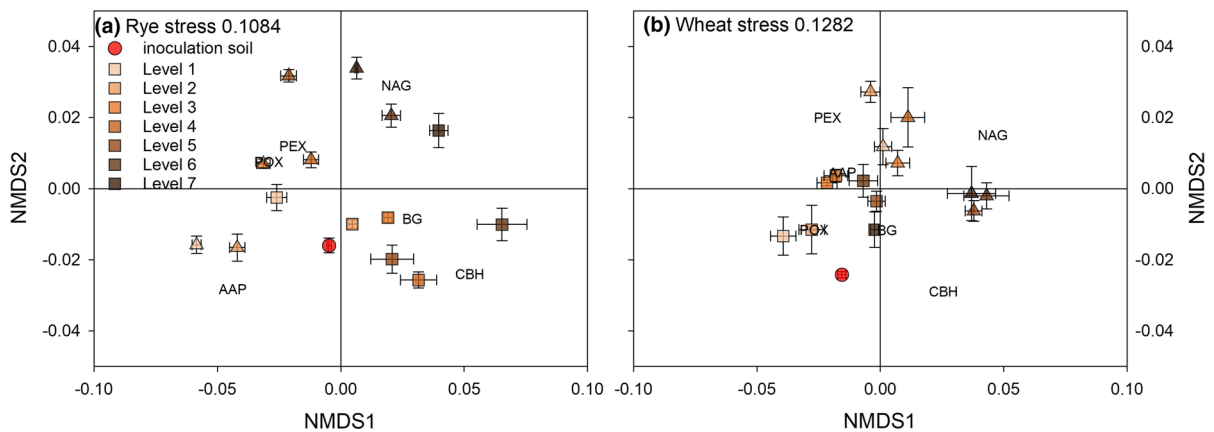 (a) Rye stress 0.1084
inoculation soil
Level 1
Level 2
Level 3
Level 4
Level 5
Level 6
Level 7
NAG
PEX
POX
BG
CBH
AAP
0.04
0.02
0.00
-0.02
-0.04
NMDS2
-0.10
-0.05
0.00
0.05
0.10
NMDS1
(b) Wheat stress 0.1282
PEX
NAG
AAP
POX
BG
CBH
0.04
0.02
0.00
-0.02
-0.04
NMDS2
-0.10
-0.05
0.00
0.05
0.10
NMDS1